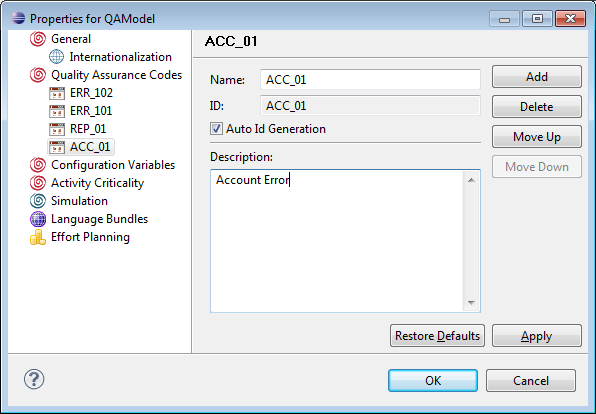 Properties for QAModel
General
Internationalization
Quality Assurance Codes
ERR_102
ERR_101
REP_01
ACC_01
Configuration Variables
Activity Criticality
Simulation
Language Bundles
Effort Planning
ACC_01
Name: ACC_01
ID: ACC_01
Auto Id Generation
Description:
Account Error
Add
Delete
Move Up
Move Down
Restore Defaults
Apply
?
OK
Cancel